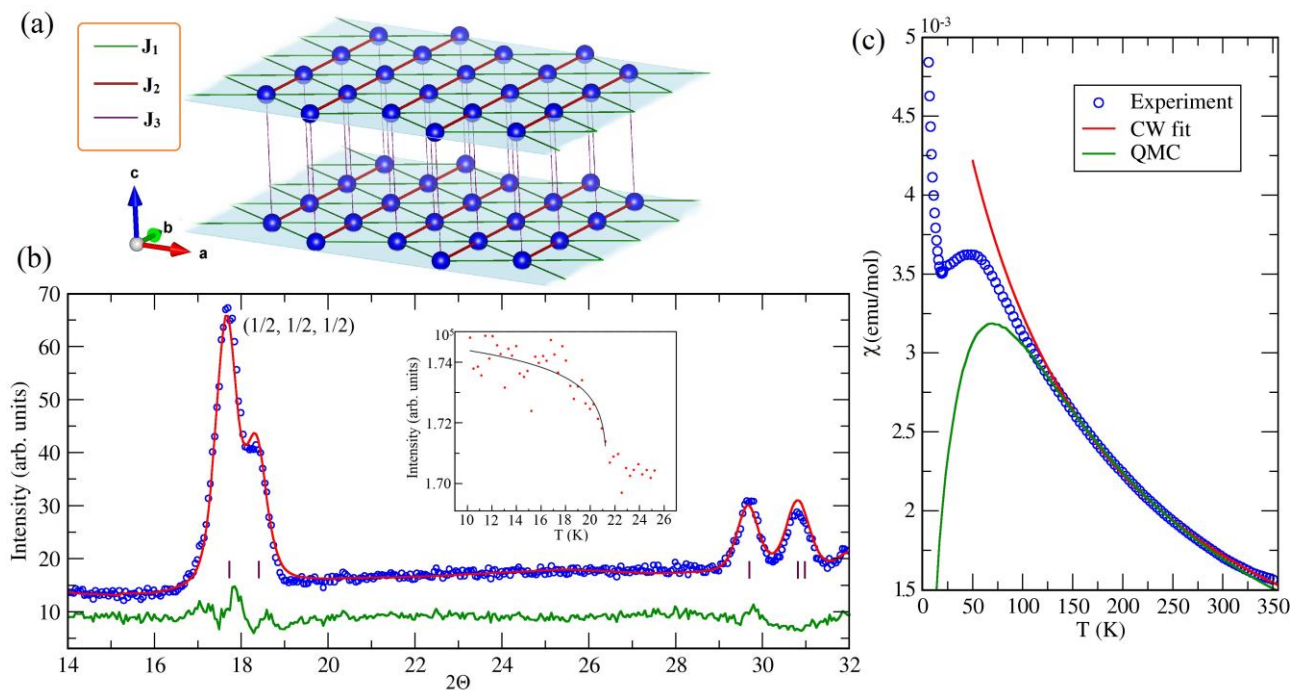 (a)
J₁
J₂
J₃
c
b
a
(b)
70
60
50
40
30
20
10
Intensity (arb. units)
(1/2, 1/2, 1/2)
10⁵
1.74
1.72
1.70
Intensity (arb. units)
10 12 14 16 18 20 22 24 26
T (K)
14 16 18 20 22 24 26 28 30 32
2Θ
(c)
5
4.5
4
3.5
3
2.5
2
1.5
10⁻³
χ(emu/mol)
Experiment
CW fit
QMC
0 50 100 150 200 250 300 350
T (K)